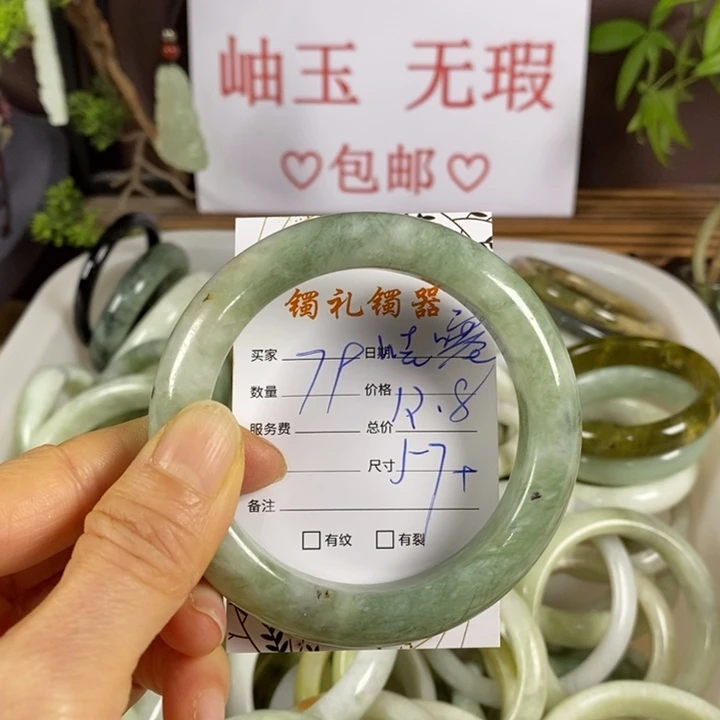 岫玉 无瑕
♡包邮♡
镯礼镯器
买家 79 日期
数量 价格 12.8
服务费 总价
尺寸 57+
备注
□有纹 □有裂